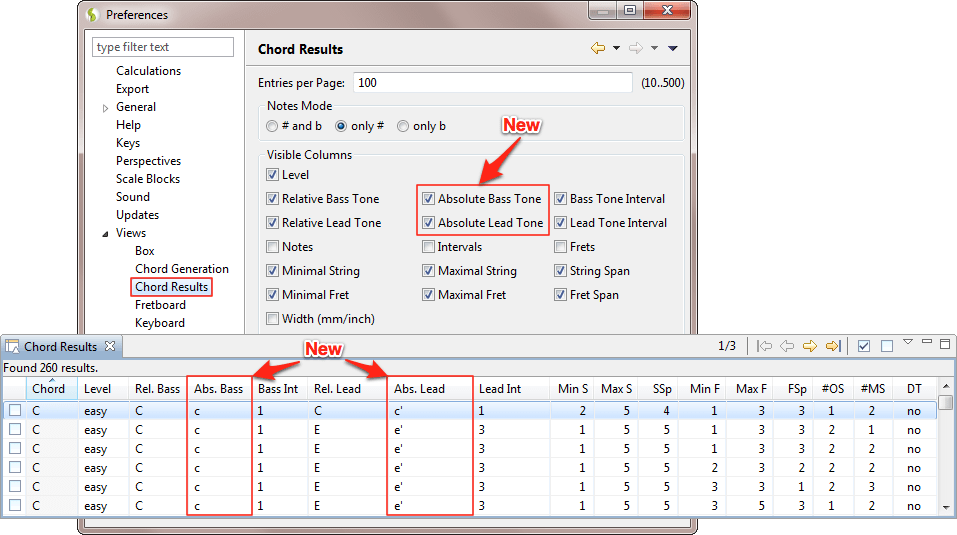 Preferences
type filter text
Calculations
Export
General
Help
Keys
Perspectives
Scale Blocks
Sound
Updates
Views
Box
Chord Generation
Chord Results
Fretboard
Keyboard
Chord Results
Entries per Page: 100 (10..500)
Notes Mode
# and b only # only b
New
Visible Columns
Level
Relative Bass Tone Absolute Bass Tone Bass Tone Interval
Relative Lead Tone Absolute Lead Tone Lead Tone Interval
Notes Intervals Frets
Minimal String Maximal String String Span
Minimal Fret Maximal Fret Fret Span
Width (mm/inch)
Chord Results 1/3
New
Found 260 results.
Chord Level Rel. Bass Abs. Bass Bass Int Rel. Lead Abs. Lead Lead Int Min S Max S SSp Min F Max F FSp #OS #MS DT
C easy C c 1 C c' 1 2 5 4 1 3 3 1 2 no
C easy C c 1 E e' 3 1 5 5 1 3 3 2 1 no
C easy C c 1 E e' 3 1 5 5 1 3 3 2 2 no
C easy C c 1 E e' 3 1 5 5 2 3 2 2 2 no
C easy C c 1 E e' 3 1 5 5 3 3 1 2 3 no
C easy C c 1 E e' 3 1 5 5 3 5 3 1 2 no